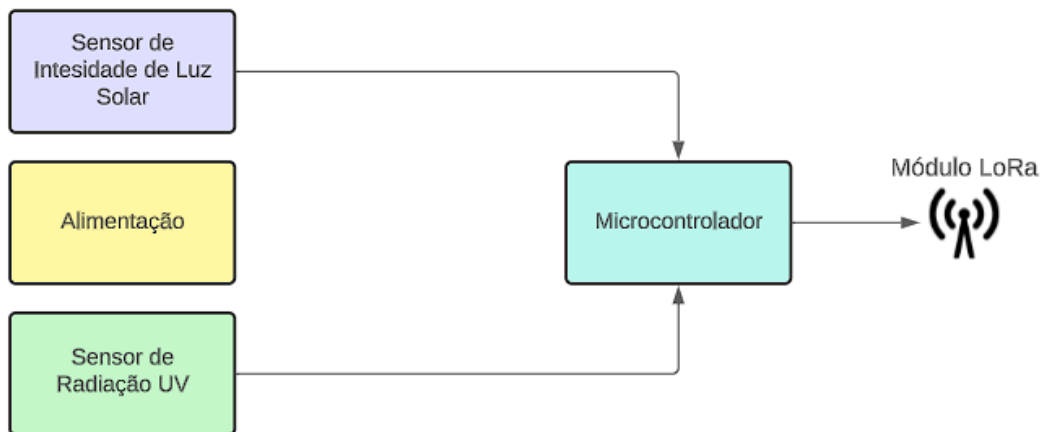 Sensor de
Intesidade de Luz
Solar
Alimentação
Sensor de
Radiação UV
Microcontrolador
Módulo LoRa